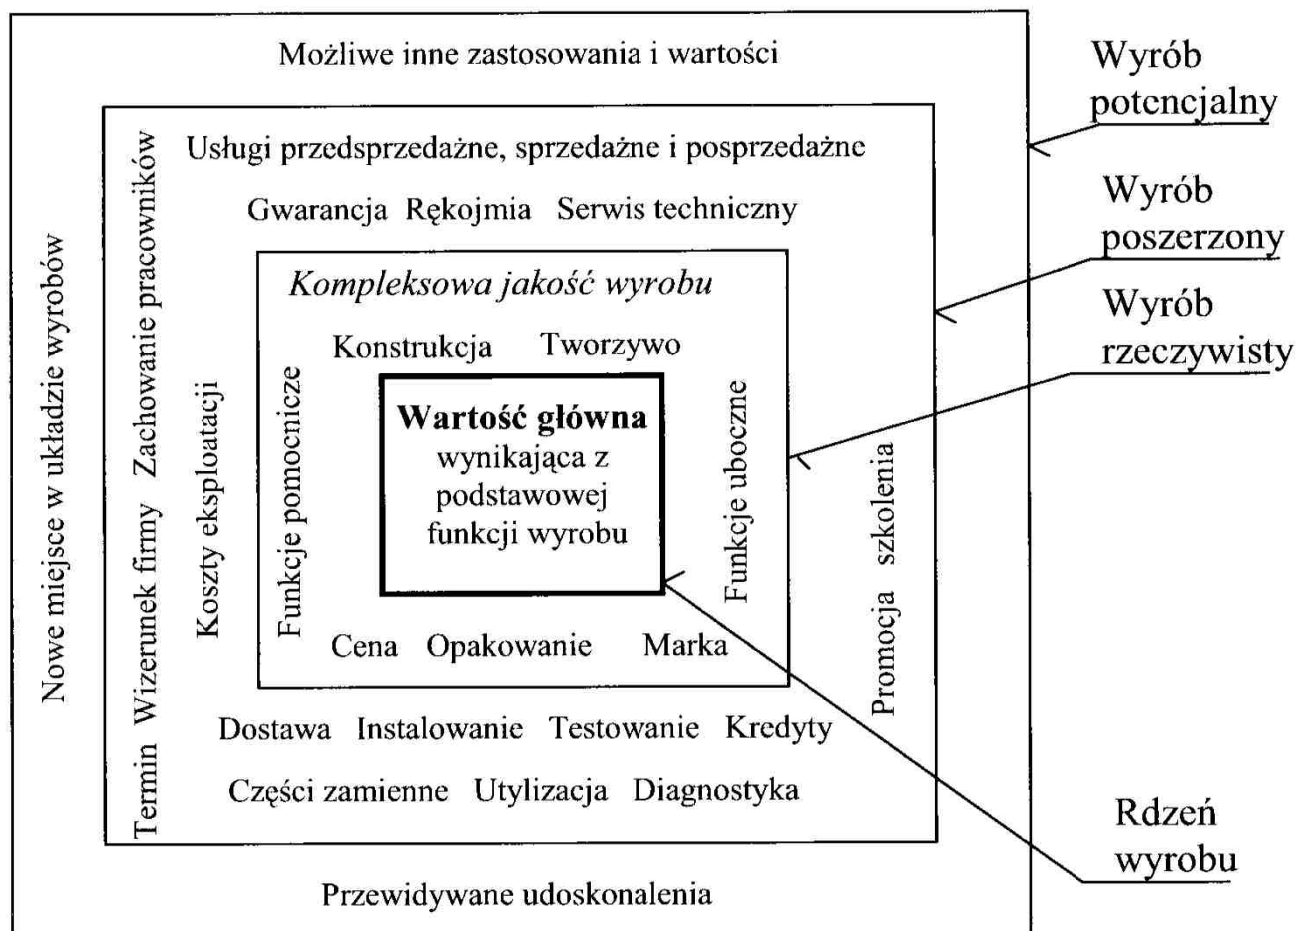 Możliwe inne zastosowania i wartości
Wyrób
potencjalny
Usługi przedsprzedażne, sprzedażne i posprzedażne
Gwarancja Rękojmia Serwis techniczny
Wyrób
poszerzony
Kompleksowa jakość wyrobu
Wyrób
rzeczywisty
Konstrukcja Tworzywo
Nowe miejsce w układzie wyrobów
Termin Wizerunek firmy Zachowanie pracowników
Koszty eksploatacji
Funkcje pomocnicze
Wartość główna
wynikająca z
podstawowej
funkcji wyrobu
Funkcje uboczne
Promocja szkolenia
Cena Opakowanie Marka
Dostawa Instalowanie Testowanie Kredyty
Części zamienne Utylizacja Diagnostyka
Rdzeń
wyrobu
Przewidywane udoskonalenia